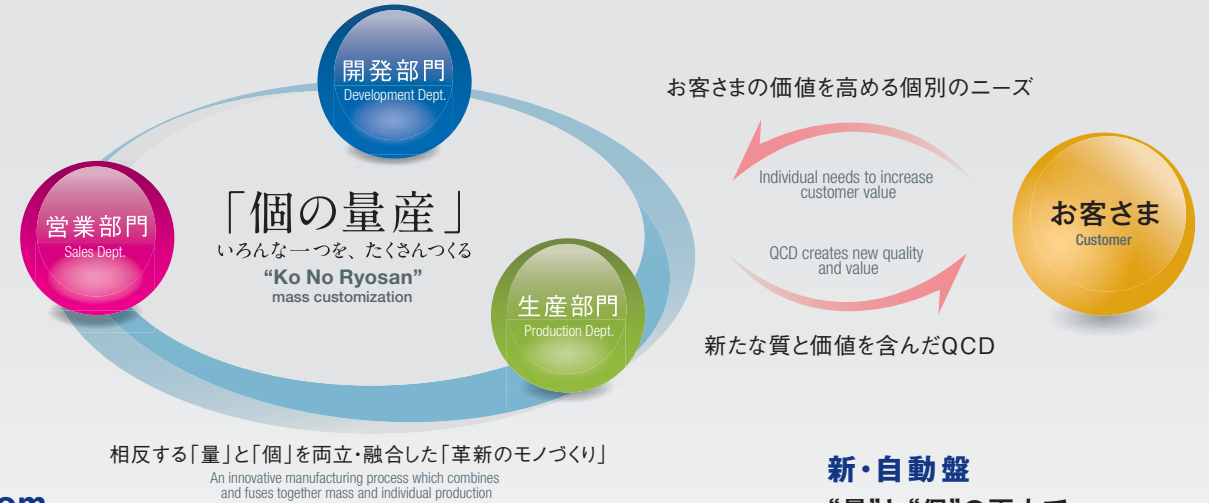 開発部門
Development Dept.
お客さまの価値を高める個別のニーズ
Individual needs to increase
customer value
営業部門
Sales Dept.
「個の量産」
いろんな一つを、たくさんつくる
“Ko No Ryosan”
mass customization
お客さま
Customer
QCD creates new quality
and value
生産部門
Production Dept.
新たな質と価値を含んだQCD
相反する「量」と「個」を両立・融合した「革新のモノづくり」
An innovative manufacturing process which combines
and fuses together mass and individual production
新・自動盤